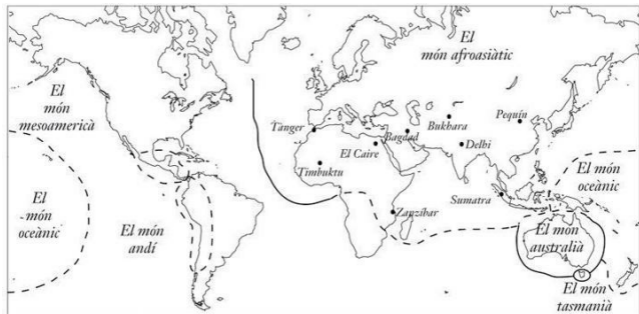 El
món afroasiàtic
El
món
mesoamericà
Tànger
Bukhara
Pequín
Bagdad
El Caire
Delhi
Timbuktu
El món
oceànic
El
món
oceànic
Sumatra
Zanzíbar
El món
andí
El món
australià
El món
tasmanià